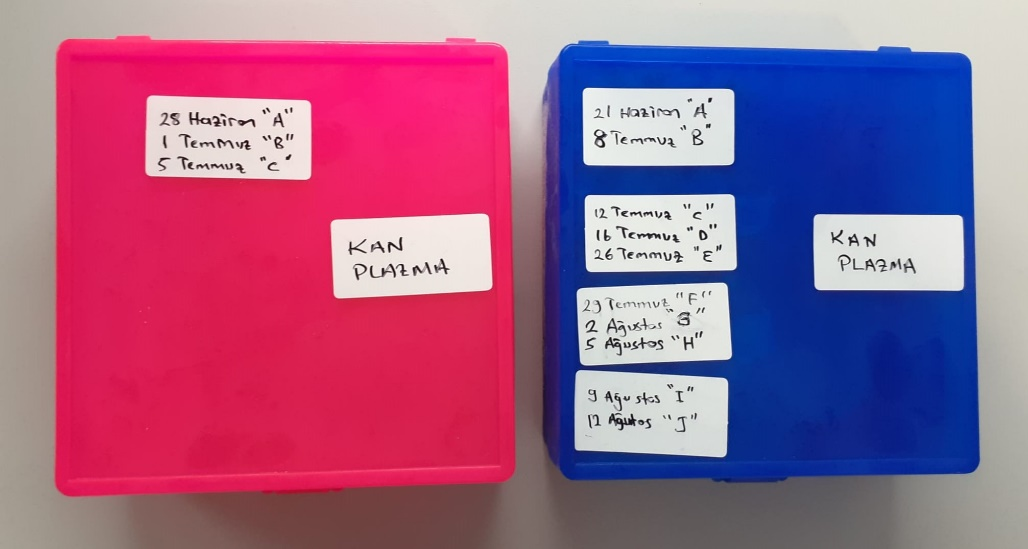 28 Haziran "A"
1 Temmuz "B"
5 Temmuz "C"
KAN
PLAZMA
21 Haziran "A"
8 Temmuz "B"
12 Temmuz "C"
16 Temmuz "D"
26 Temmuz "E"
29 Temmuz "F"
2 Ağustos "G"
5 Ağustos "H"
9 Ağustos "I"
12 Ağutos "J"
KAN
PLAZMA